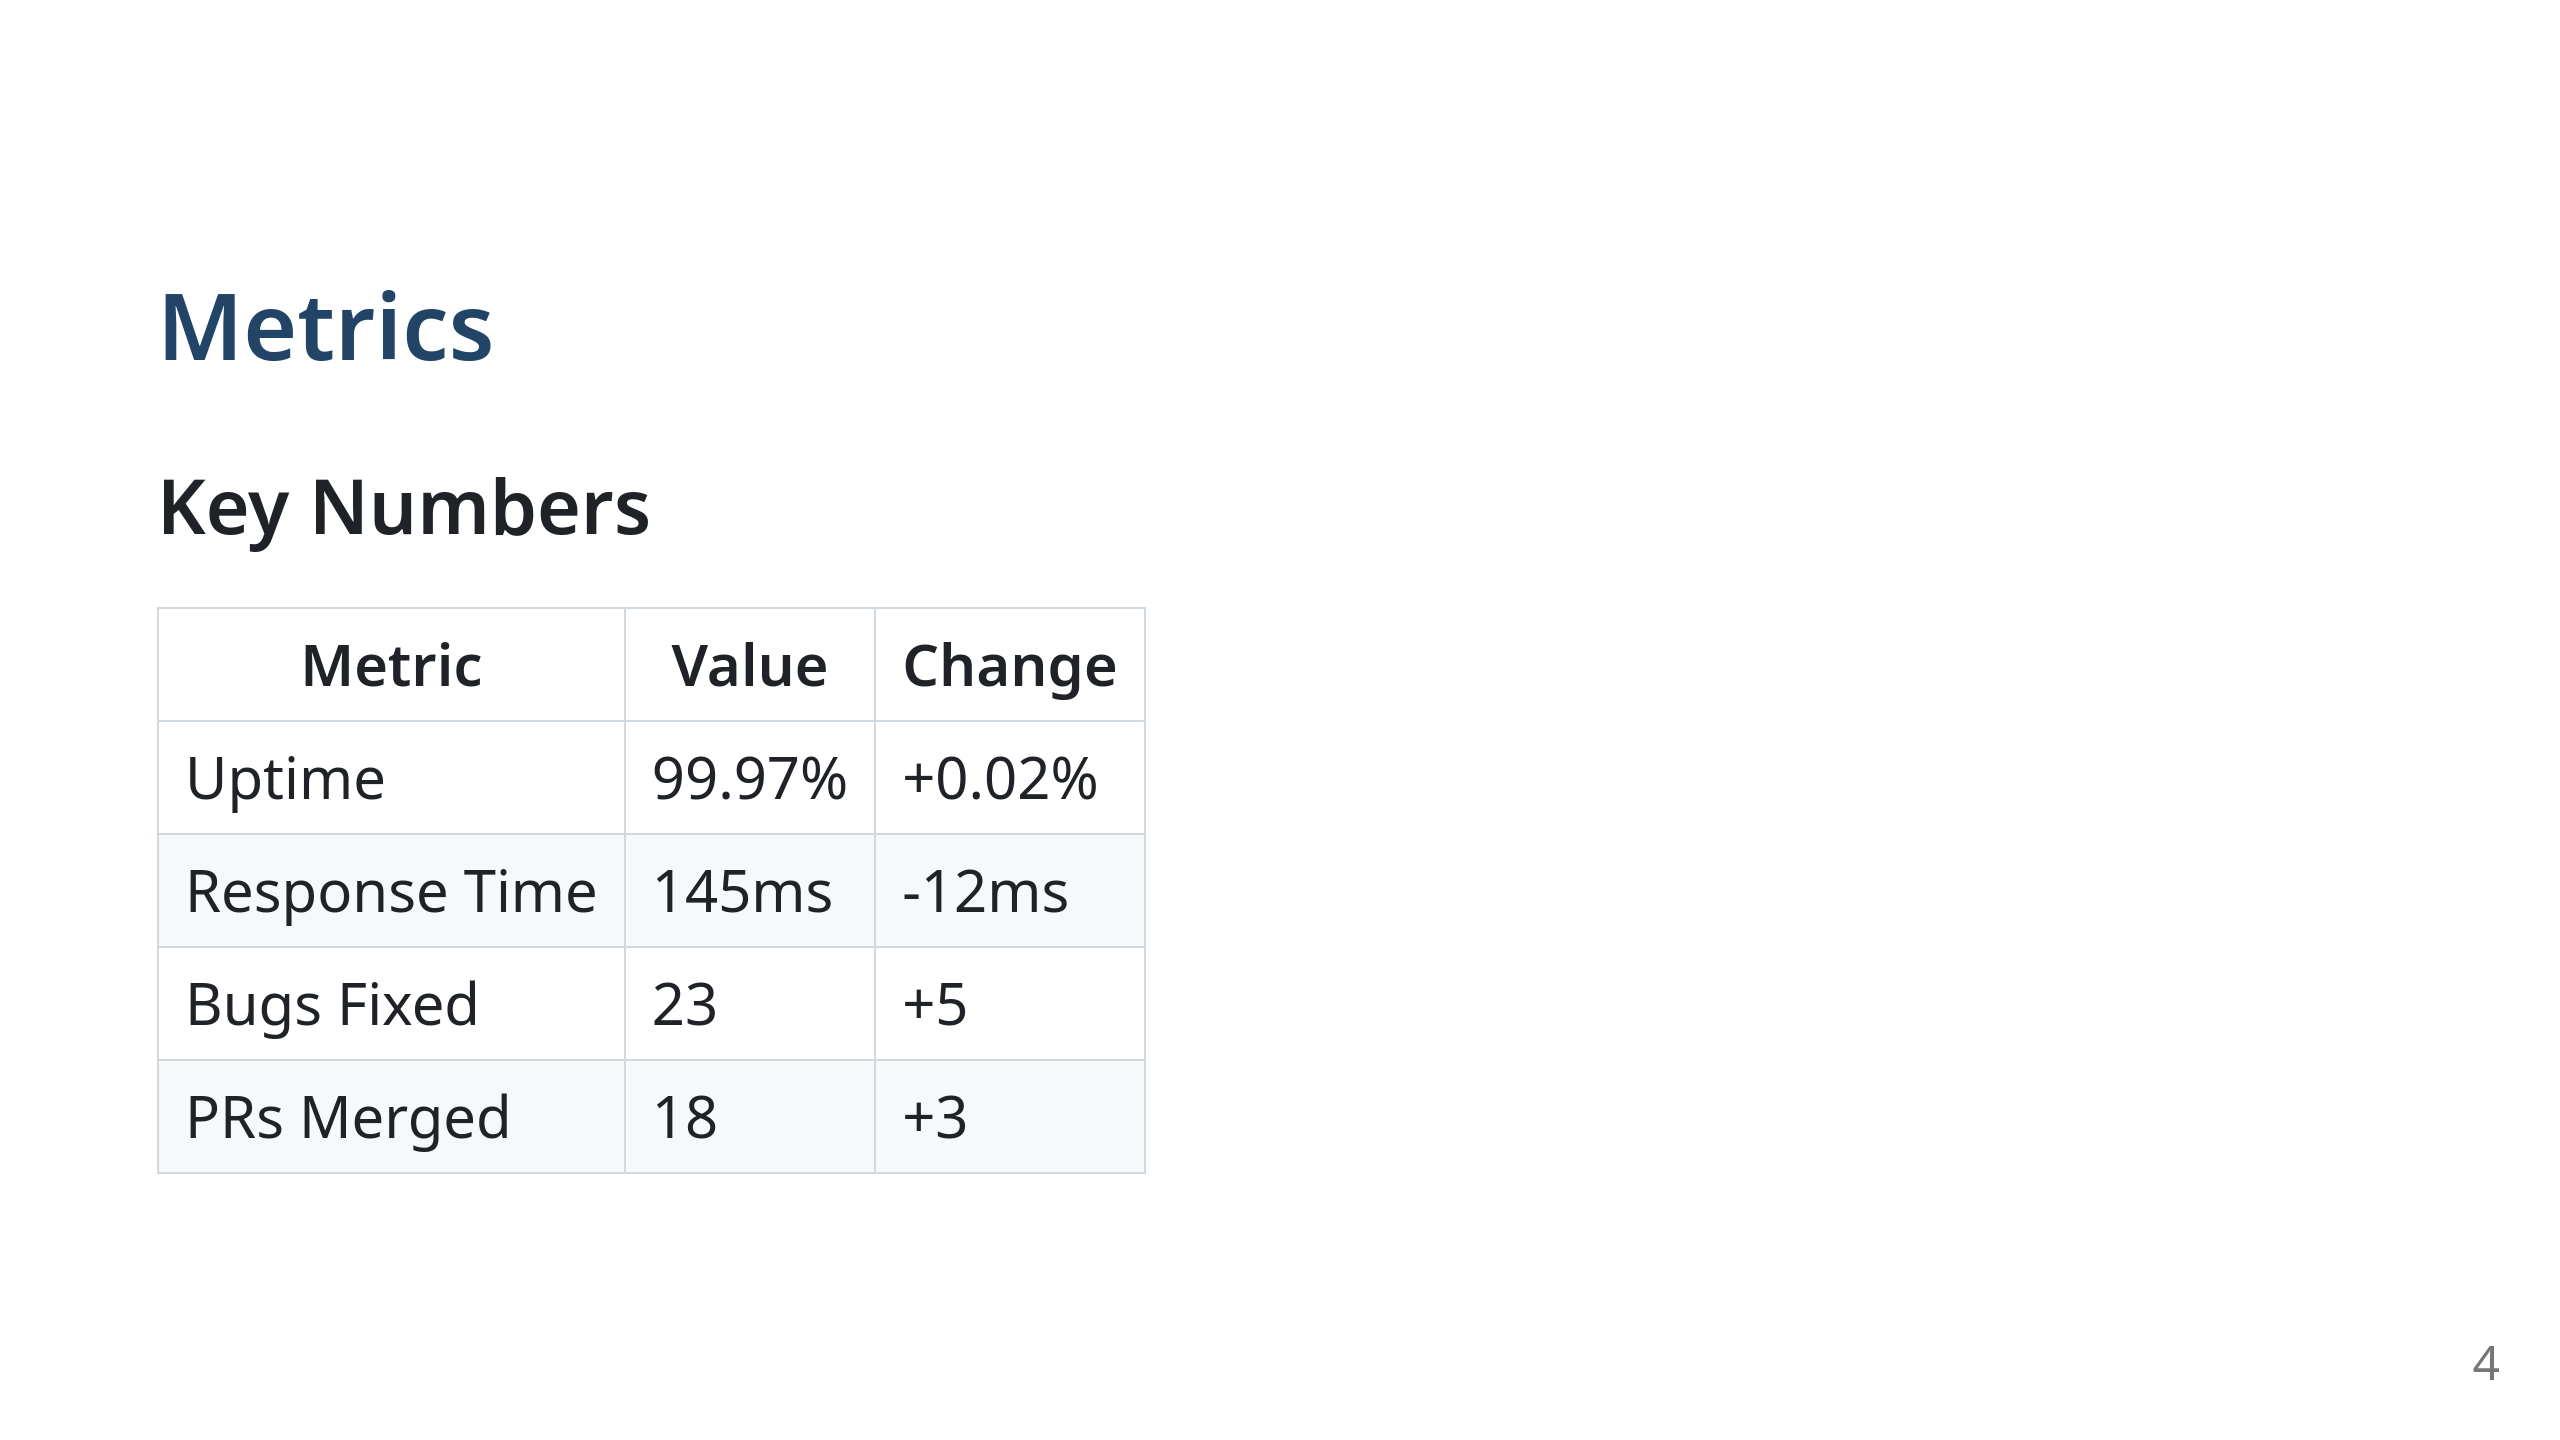 Metrics
Key Numbers
Metric Value Change
Uptime 99.97% +0.02%
Response Time 145ms -12ms
Bugs Fixed 23 +5
PRs Merged 18 +3
4